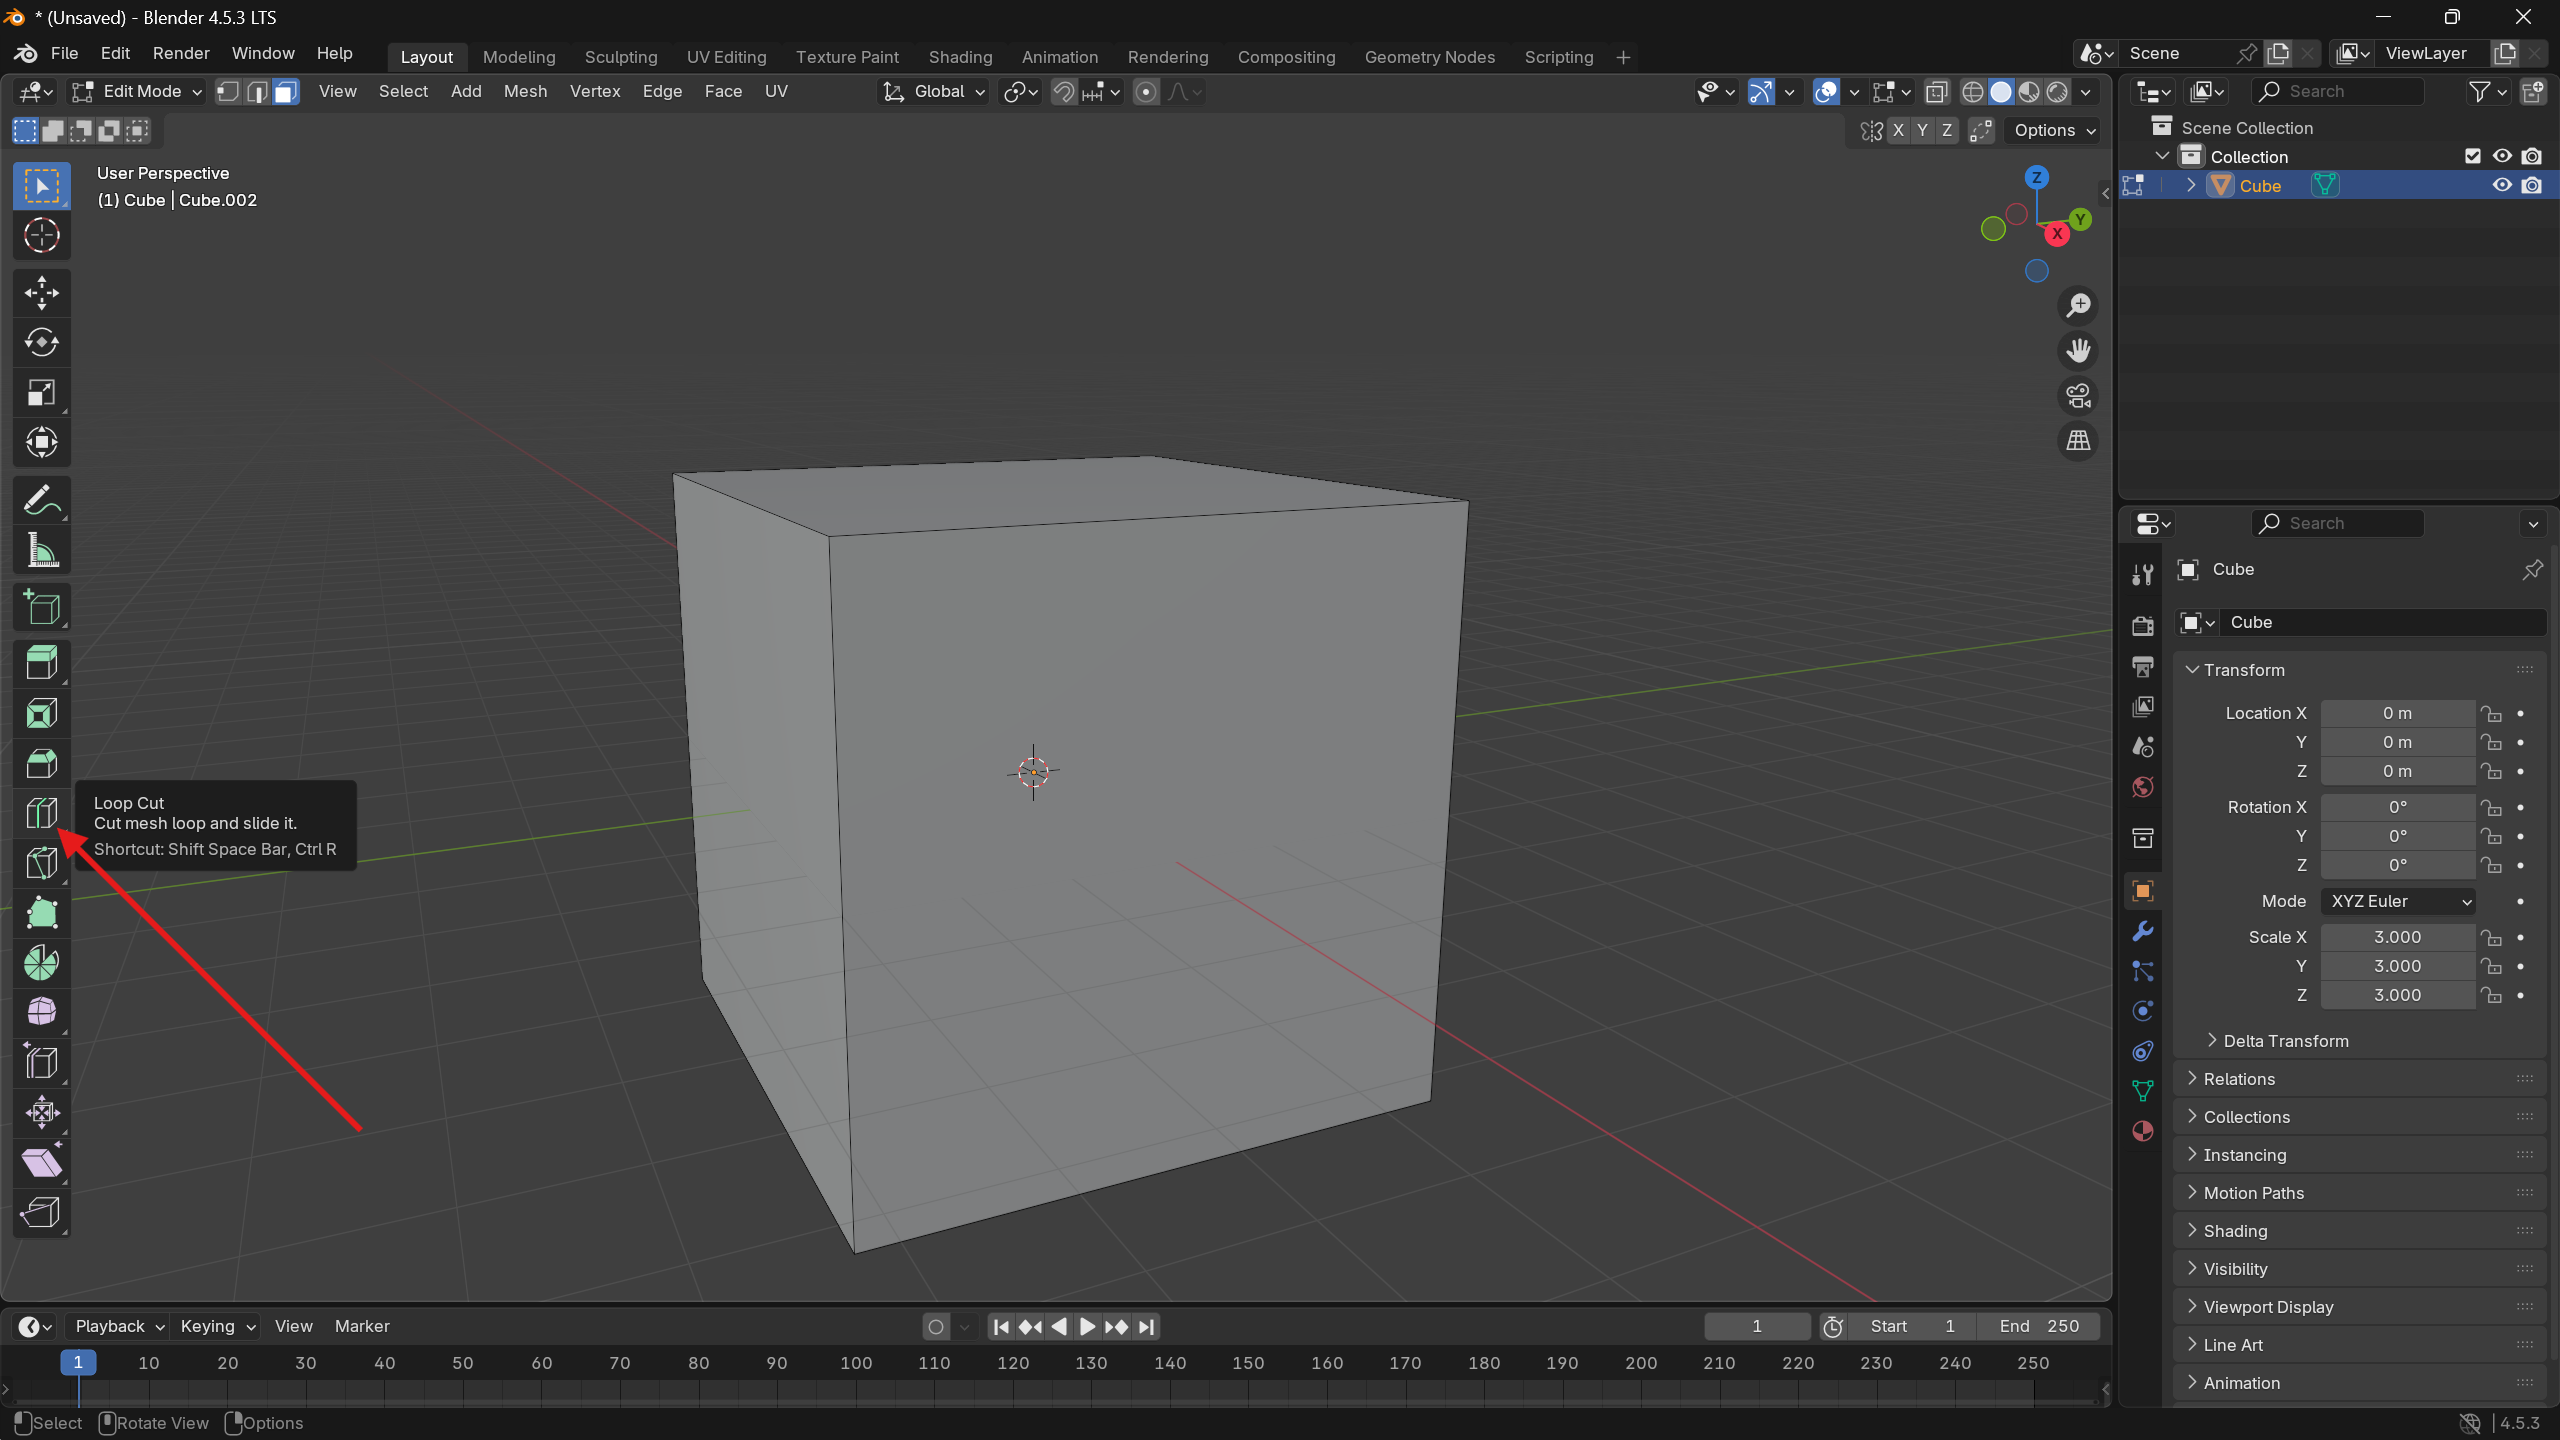 * (Unsaved) - Blender 4.5.3 LTS
File Edit Render Window Help Layout Modeling Sculpting UV Editing Texture Paint Shading Animation Rendering Compositing Geometry Nodes Scripting + Scene ViewLayer
Edit Mode View Select Add Mesh Vertex Edge Face UV Global Search
X Y Z Options
Scene Collection
Collection
Cube
User Perspective
(1) Cube | Cube.002
Z
Y
X
Loop Cut
Cut mesh loop and slide it.
Shortcut: Shift Space Bar, Ctrl R
Search
Cube
Cube
Transform
Location X 0 m
Y 0 m
Z 0 m
Rotation X 0°
Y 0°
Z 0°
Mode XYZ Euler
Scale X 3.000
Y 3.000
Z 3.000
Delta Transform
Relations
Collections
Instancing
Motion Paths
Shading
Visibility
Viewport Display
Line Art
Animation
Playback Keying View Marker 1 Start 1 End 250
1 10 20 30 40 50 60 70 80 90 100 110 120 130 140 150 160 170 180 190 200 210 220 230 240 250
Select Rotate View Options 4.5.3